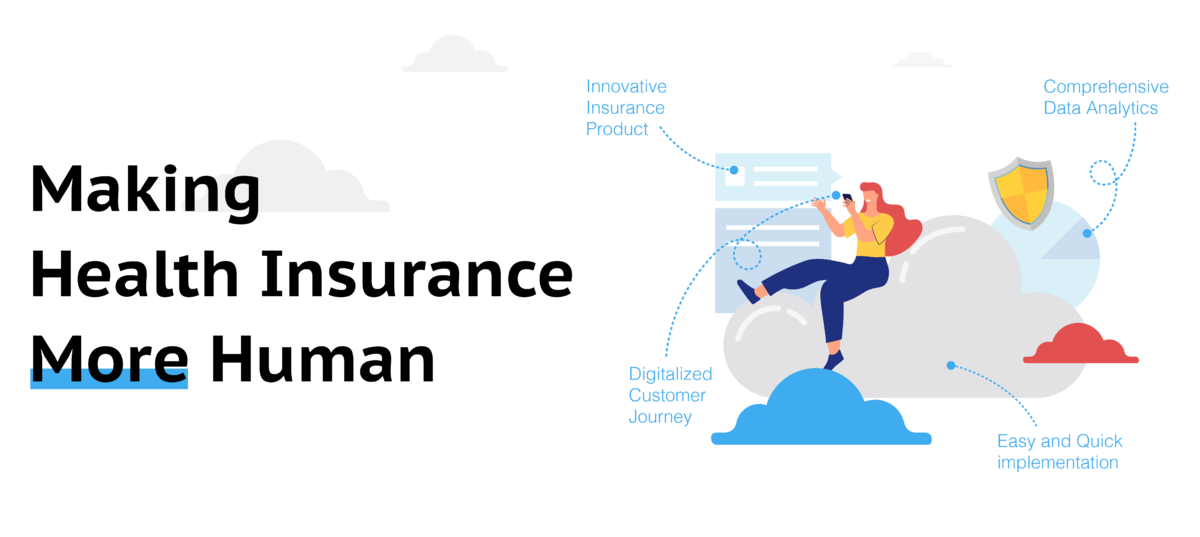 Making
Health Insurance
More Human
Innovative
Insurance
Product
Comprehensive
Data Analytics
Digitalized
Customer
Journey
Easy and Quick
implementation